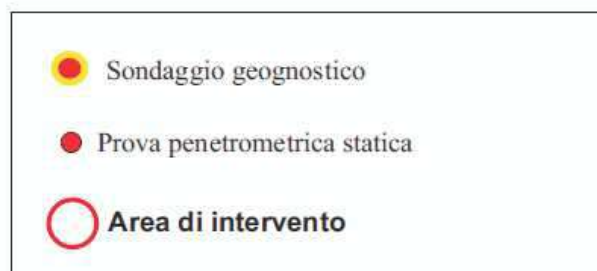 Sondaggio geognostico
Prova penetrometrica statica
Area di intervento